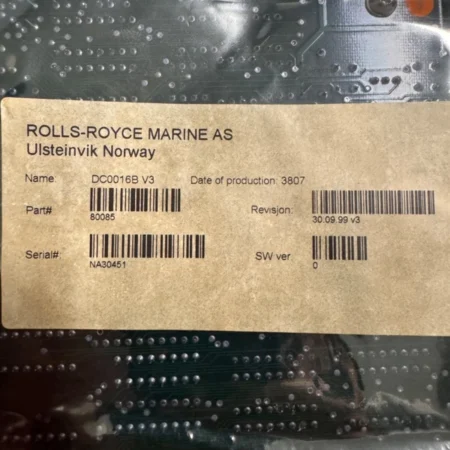 ROLLS-ROYCE MARINE AS
Ulsteinvik Norway
Name: DC0016B V3 Date of production: 3807
Part# 80085 Revision: 30.09.99 v3
Serial# NA30451 SW ver 0